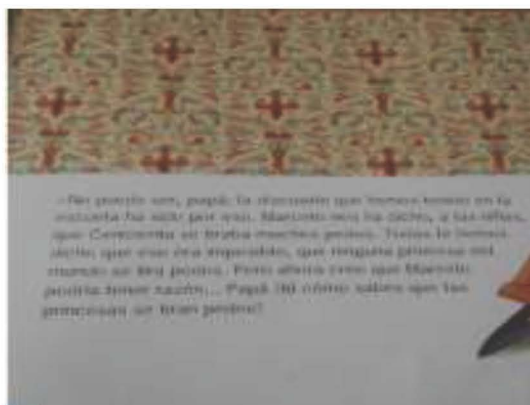 —No puede ser, papá; la discusión que hemos tenido en la
escuela ha sido por eso. Marcelo nos ha dicho, a las niñas,
que Cenicienta se tiraba muchos pedos. Todas le hemos
dicho que eso era imposible, que ninguna princesa del
mundo se tira pedos. Pero ahora creo que Marcelo
podría tener razón... Papá ¿tú cómo sabes que las
princesas se tiran pedos?